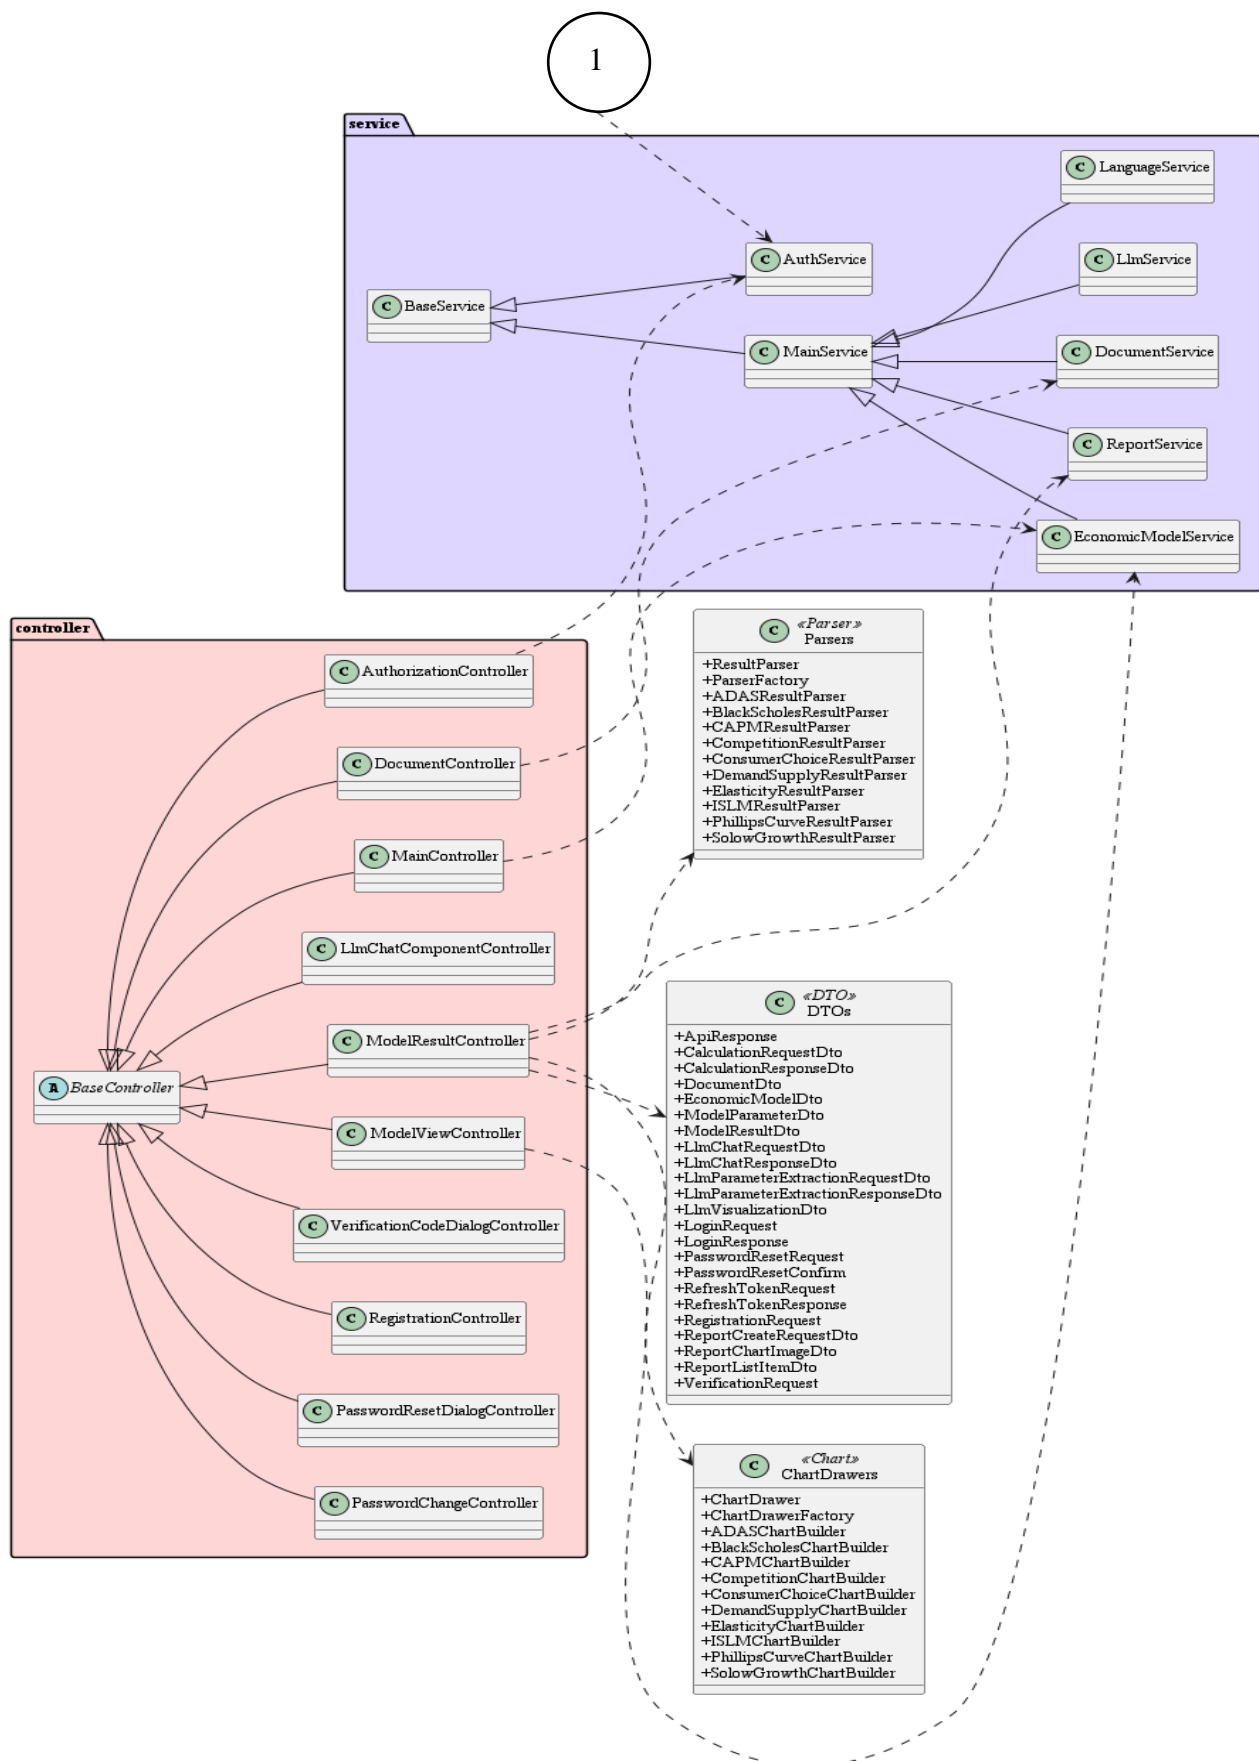 1
service
C LanguageService
C AuthService
C LlmService
C BaseService
C MainService
C DocumentService
C ReportService
C EconomicModelService
controller
C AuthorizationController
C DocumentController
C MainController
C LlmChatComponentController
C ModelResultController
A BaseController
C ModelViewController
C VerificationCodeDialogController
C RegistrationController
C PasswordResetDialogController
C PasswordChangeController
C «Parser»
Parsers
+ResultParser
+ParserFactory
+ADASResultParser
+BlackScholesResultParser
+CAPMResultParser
+CompetitionResultParser
+ConsumerChoiceResultParser
+DemandSupplyResultParser
+ElasticityResultParser
+ISLMResultParser
+PhillipsCurveResultParser
+SolowGrowthResultParser
C «DTO»
DTOs
+ApiResponse
+CalculationRequestDto
+CalculationResponseDto
+DocumentDto
+EconomicModelDto
+ModelParameterDto
+ModelResultDto
+LlmChatRequestDto
+LlmChatResponseDto
+LlmParameterExtractionRequestDto
+LlmParameterExtractionResponseDto
+LlmVisualizationDto
+LoginRequest
+LoginResponse
+PasswordResetRequest
+PasswordResetConfirm
+RefreshTokenRequest
+RefreshTokenResponse
+RegistrationRequest
+ReportCreateRequestDto
+ReportChartImageDto
+ReportListItemDto
+VerificationRequest
C «Chart»
ChartDrawers
+ChartDrawer
+ChartDrawerFactory
+ADASChartBuilder
+BlackScholesChartBuilder
+CAPMChartBuilder
+CompetitionChartBuilder
+ConsumerChoiceChartBuilder
+DemandSupplyChartBuilder
+ElasticityChartBuilder
+ISLMChartBuilder
+PhillipsCurveChartBuilder
+SolowGrowthChartBuilder